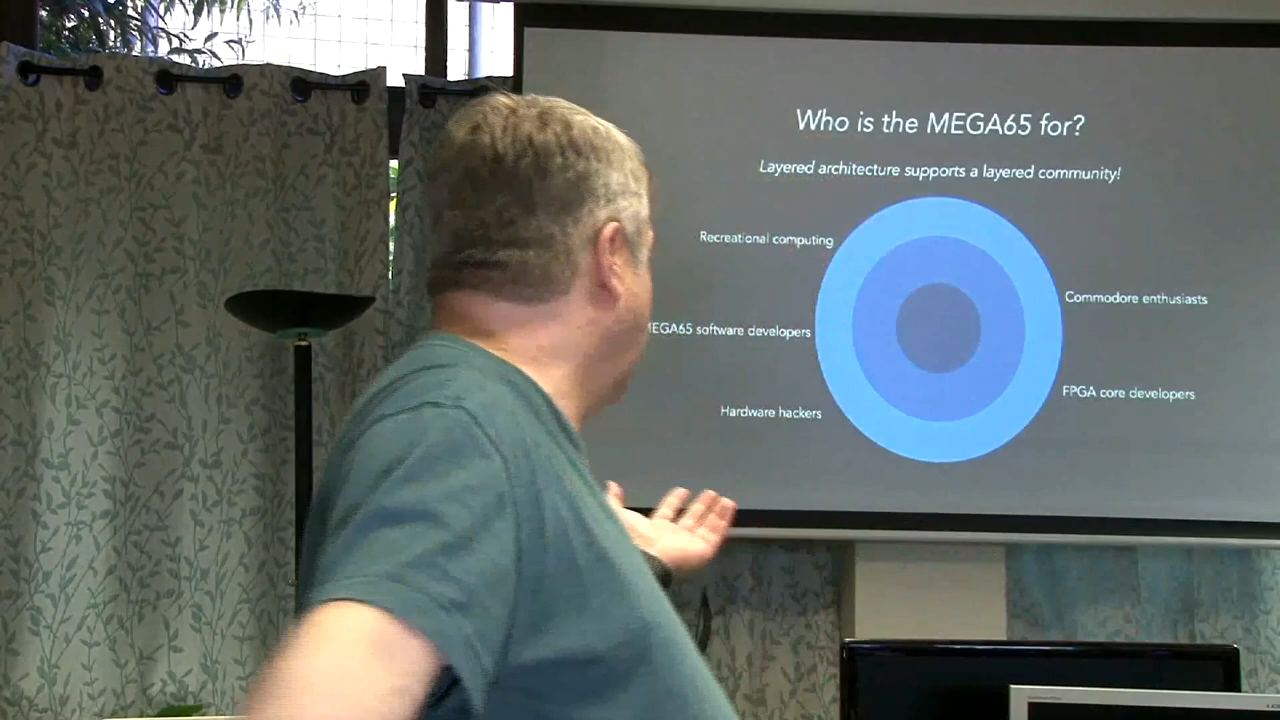 Who is the MEGA65 for?
Layered architecture supports a layered community!
Recreational computing
Commodore enthusiasts
MEGA65 software developers
FPGA core developers
Hardware hackers